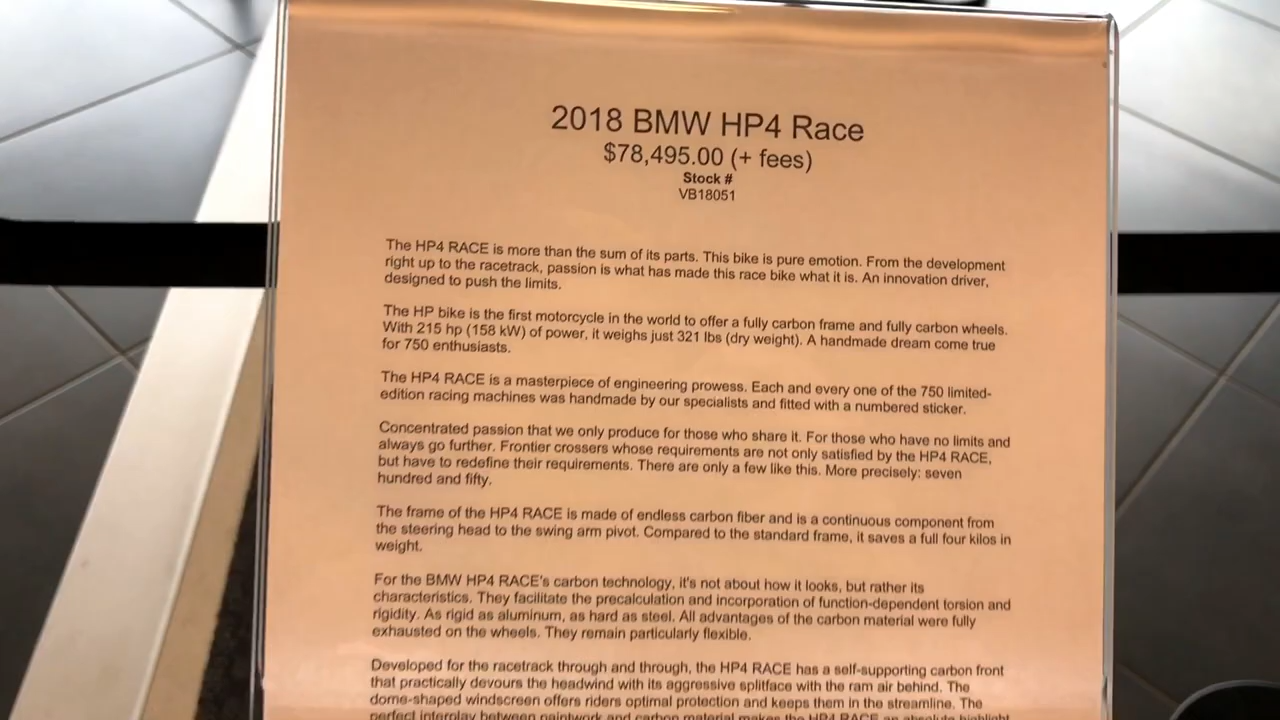 2018 BMW HP4 Race
$78,495.00 (+ fees)
Stock #
VB18051
The HP4 RACE is more than the sum of its parts. This bike is pure emotion. From the development
right up to the racetrack, passion is what has made this race bike what it is. An innovation driver,
designed to push the limits.
The HP bike is the first motorcycle in the world to offer a fully carbon frame and fully carbon wheels.
With 215 hp (158 kW) of power, it weighs just 321 lbs (dry weight). A handmade dream come true
for 750 enthusiasts.
The HP4 RACE is a masterpiece of engineering prowess. Each and every one of the 750 limited-
edition racing machines was handmade by our specialists and fitted with a numbered sticker.
Concentrated passion that we only produce for those who share it. For those who have no limits and
always go further. Frontier crossers whose requirements are not only satisfied by the HP4 RACE,
but have to redefine their requirements. There are only a few like this. More precisely: seven
hundred and fifty.
The frame of the HP4 RACE is made of endless carbon fiber and is a continuous component from
the steering head to the swing arm pivot. Compared to the standard frame, it saves a full four kilos in
weight.
For the BMW HP4 RACE's carbon technology, it's not about how it looks, but rather its
characteristics. They facilitate the precalculation and incorporation of function-dependent torsion and
rigidity. As rigid as aluminum, as hard as steel. All advantages of the carbon material were fully
exhausted on the wheels. They remain particularly flexible.
Developed for the racetrack through and through, the HP4 RACE has a self-supporting carbon front
that practically devours the headwind with its aggressive splitface with the ram air behind. The
dome-shaped windscreen offers riders optimal protection and keeps them in the streamline. The
perfect interplay between paintwork and carbon material makes the HP4 RACE an absolute highlight